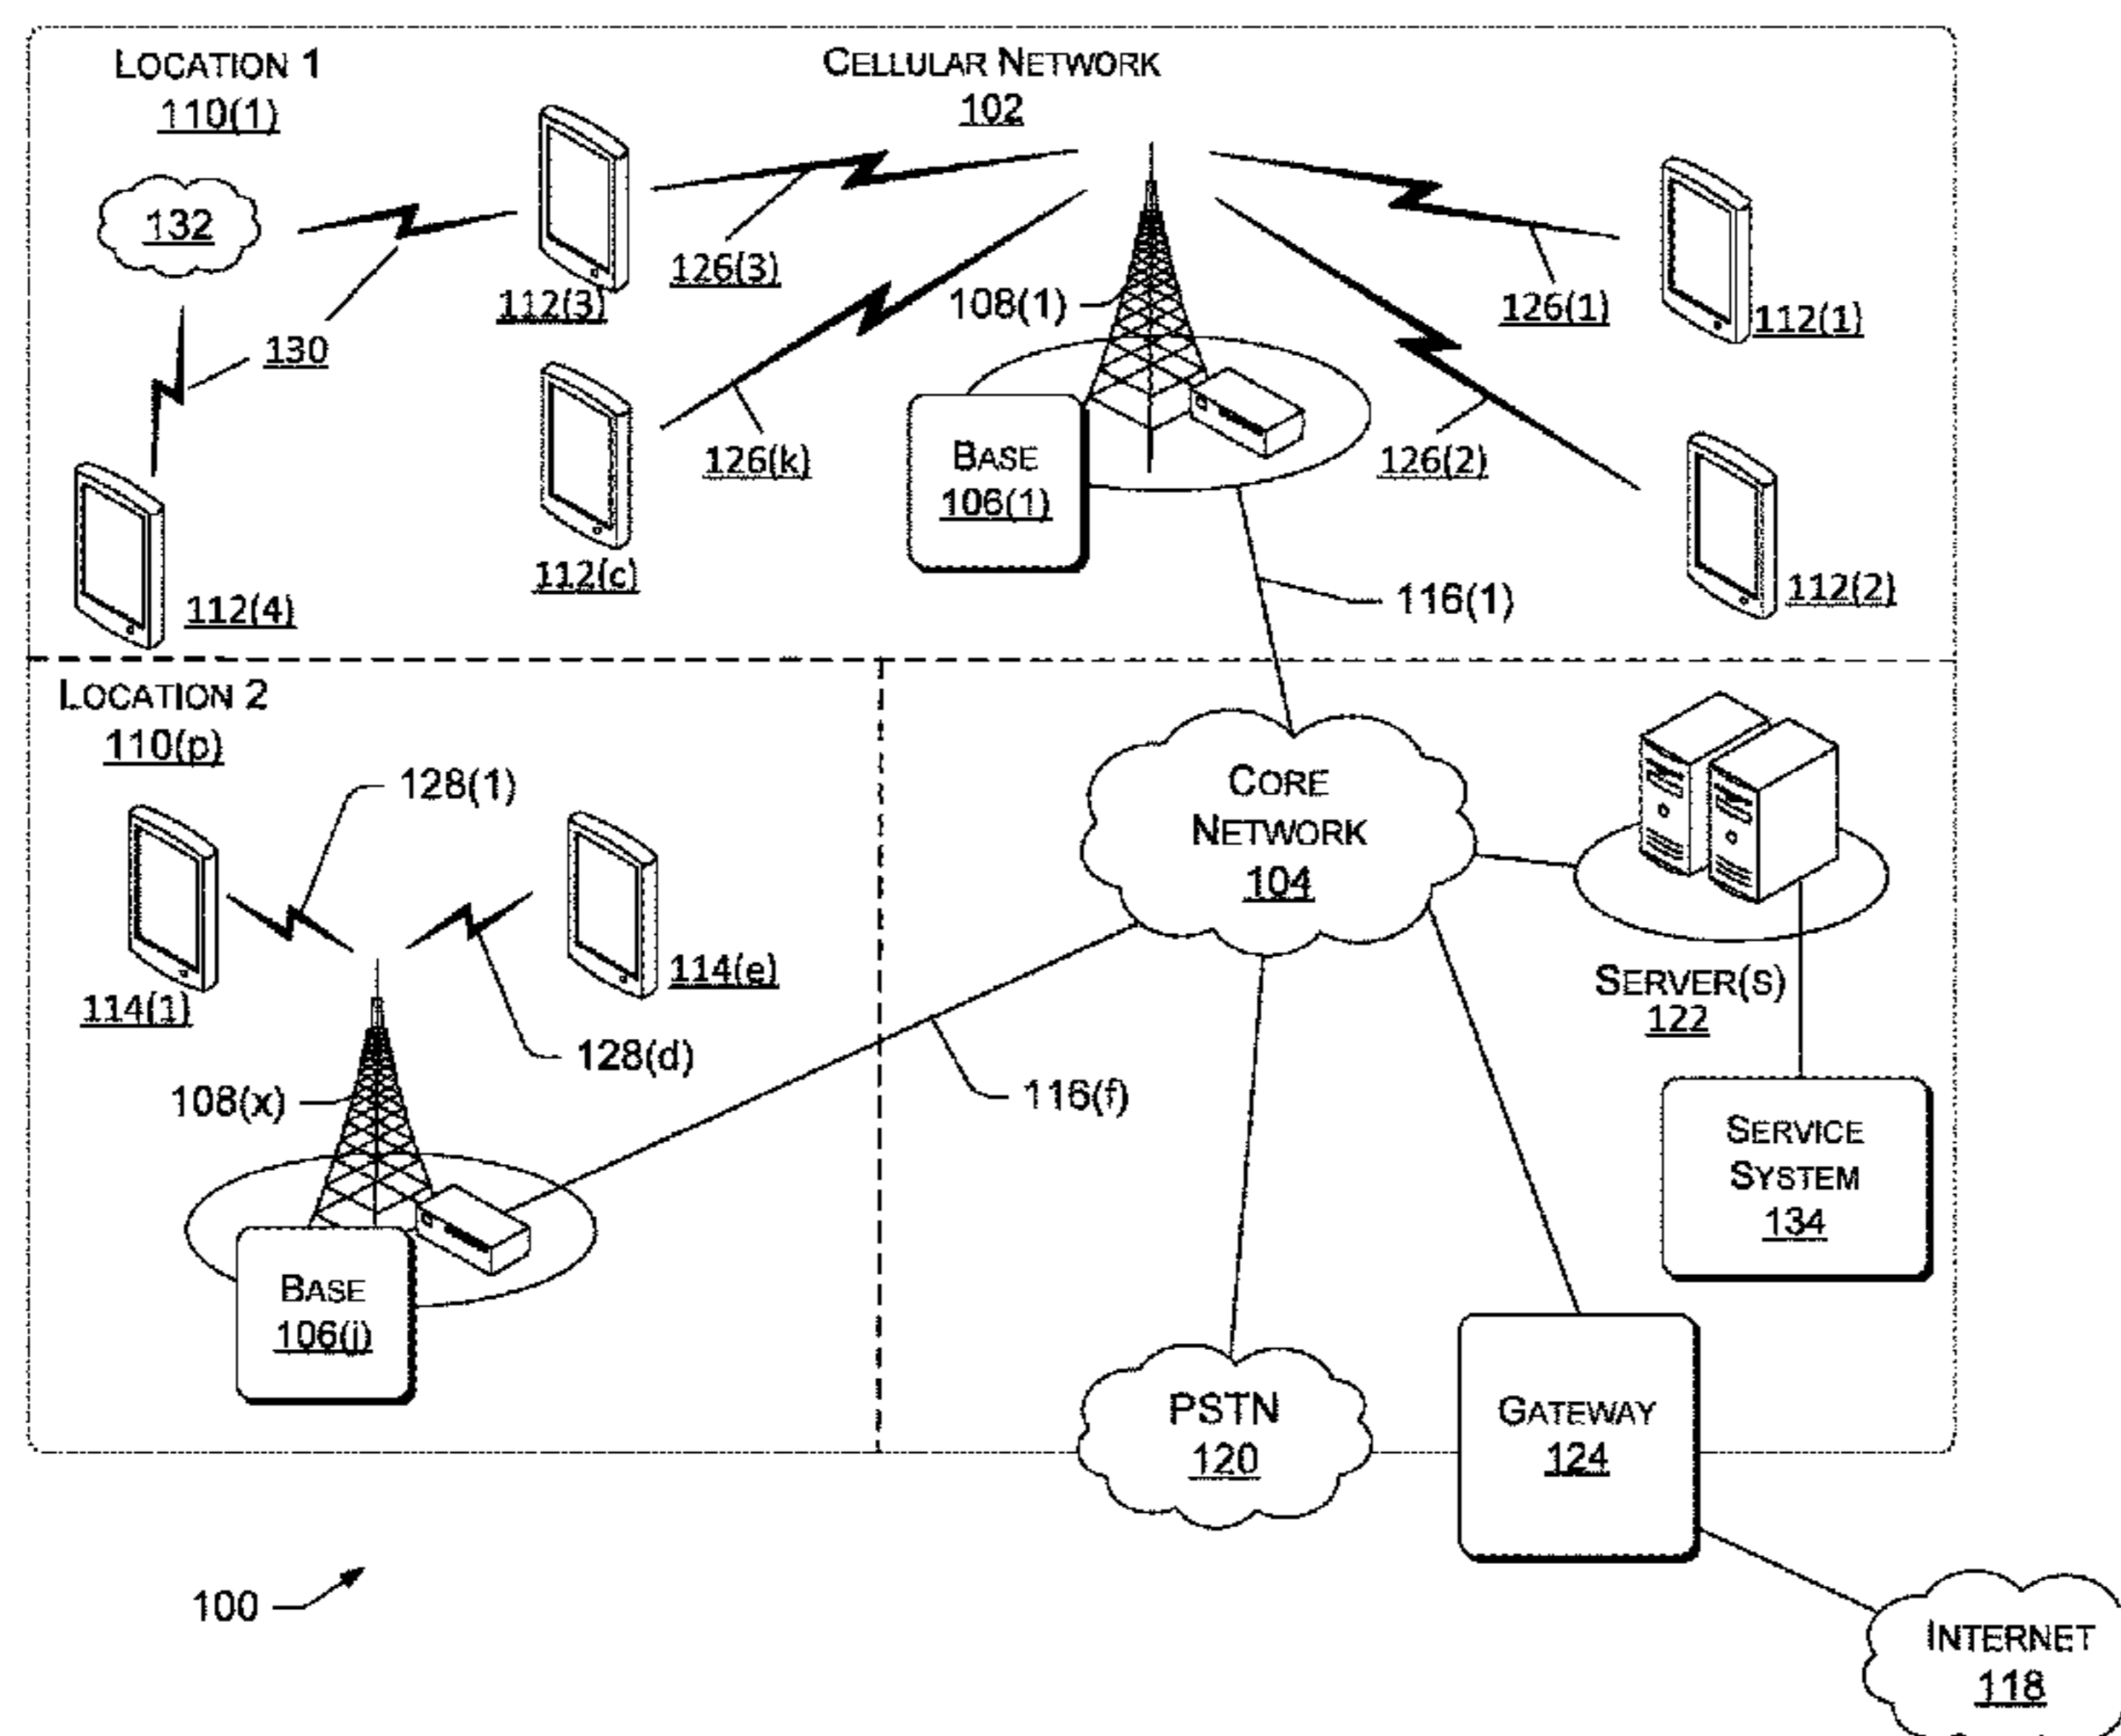 LOCATION 1
110(1)
CELLULAR NETWORK
102
132
126(3)
112(3)
108(1)
126(1)
112(1)
130
126(k)
BASE
106(1)
126(2)
112(c)
112(4)
116(1)
112(2)
LOCATION 2
110(p)
128(1)
CORE
NETWORK
104
114(1)
114(e)
SERVER(S)
122
128(d)
108(x)
116(f)
SERVICE
SYSTEM
134
BASE
106(j)
PSTN
120
GATEWAY
124
100
INTERNET
118